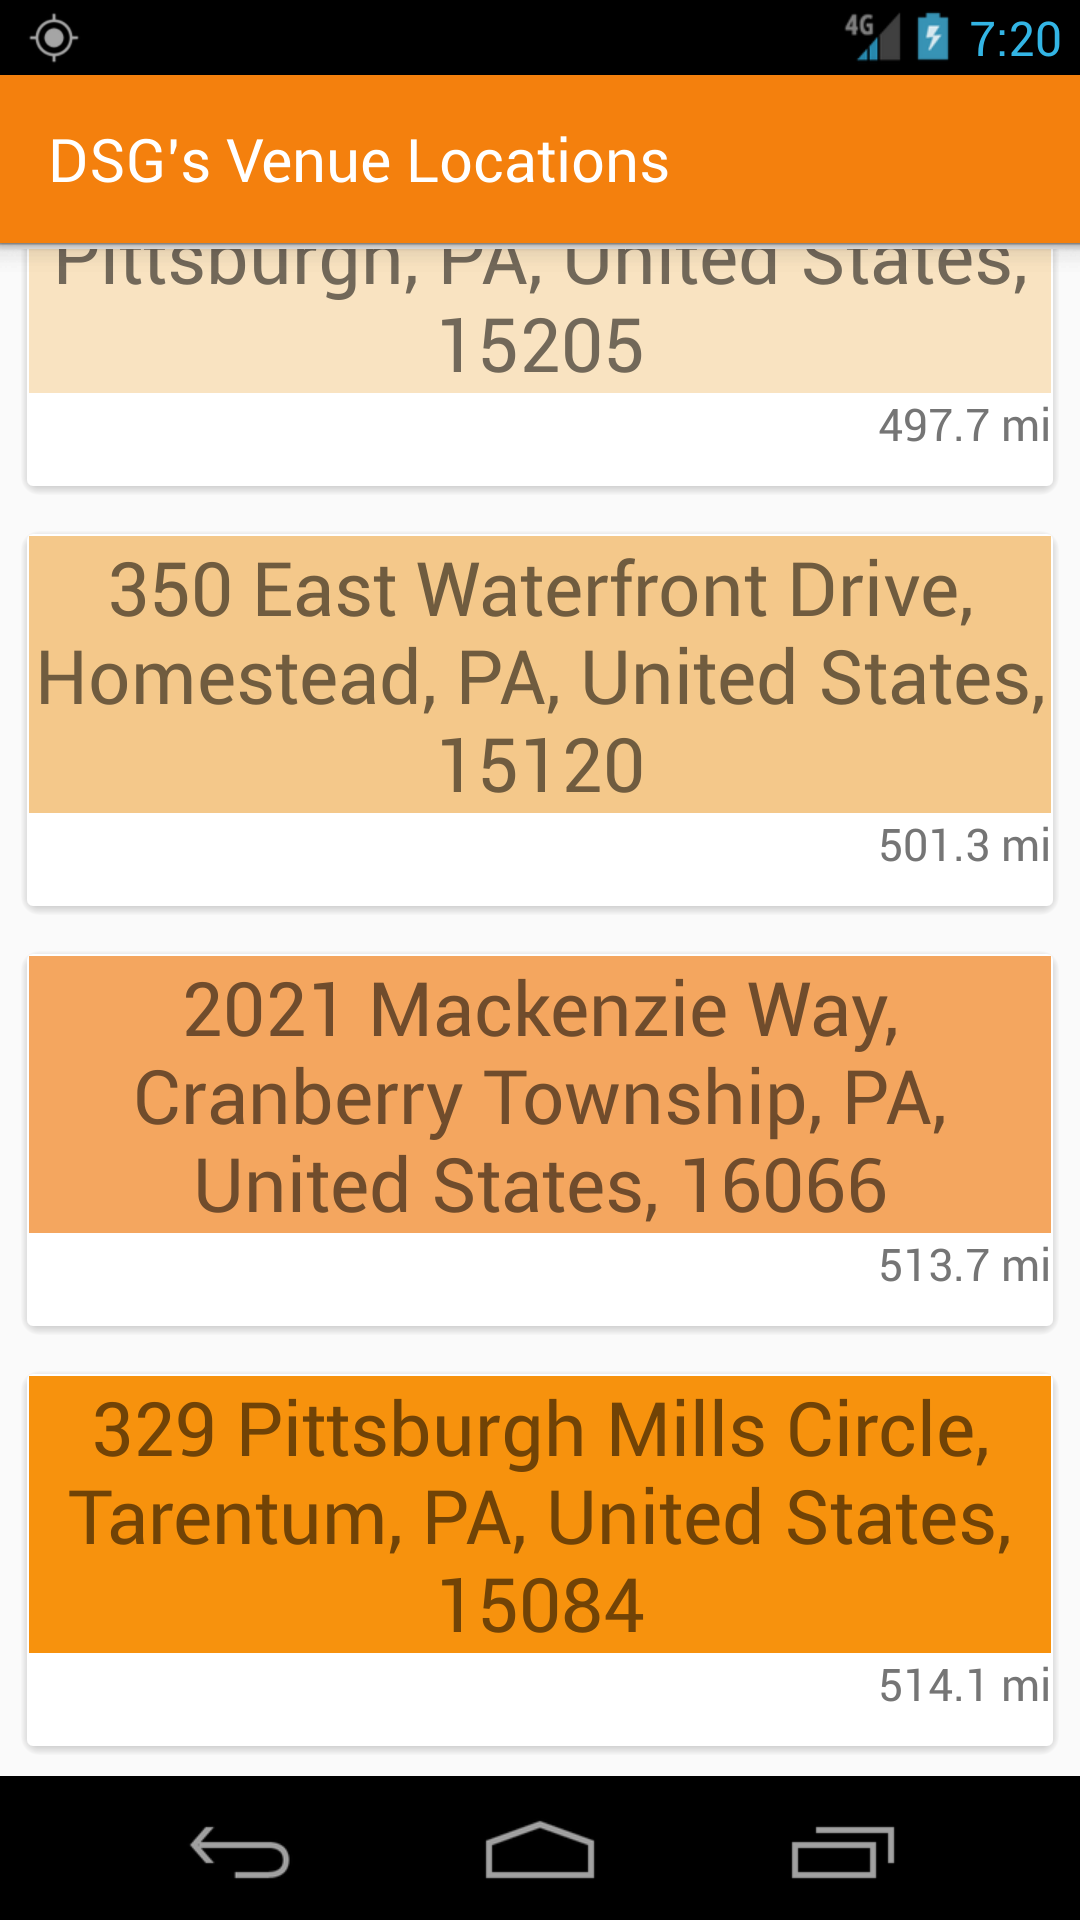 4G 7:20
DSG's Venue Locations
Pittsburgh, PA, United States,
15205
497.7 mi
350 East Waterfront Drive,
Homestead, PA, United States,
15120
501.3 mi
2021 Mackenzie Way,
Cranberry Township, PA,
United States, 16066
513.7 mi
329 Pittsburgh Mills Circle,
Tarentum, PA, United States,
15084
514.1 mi